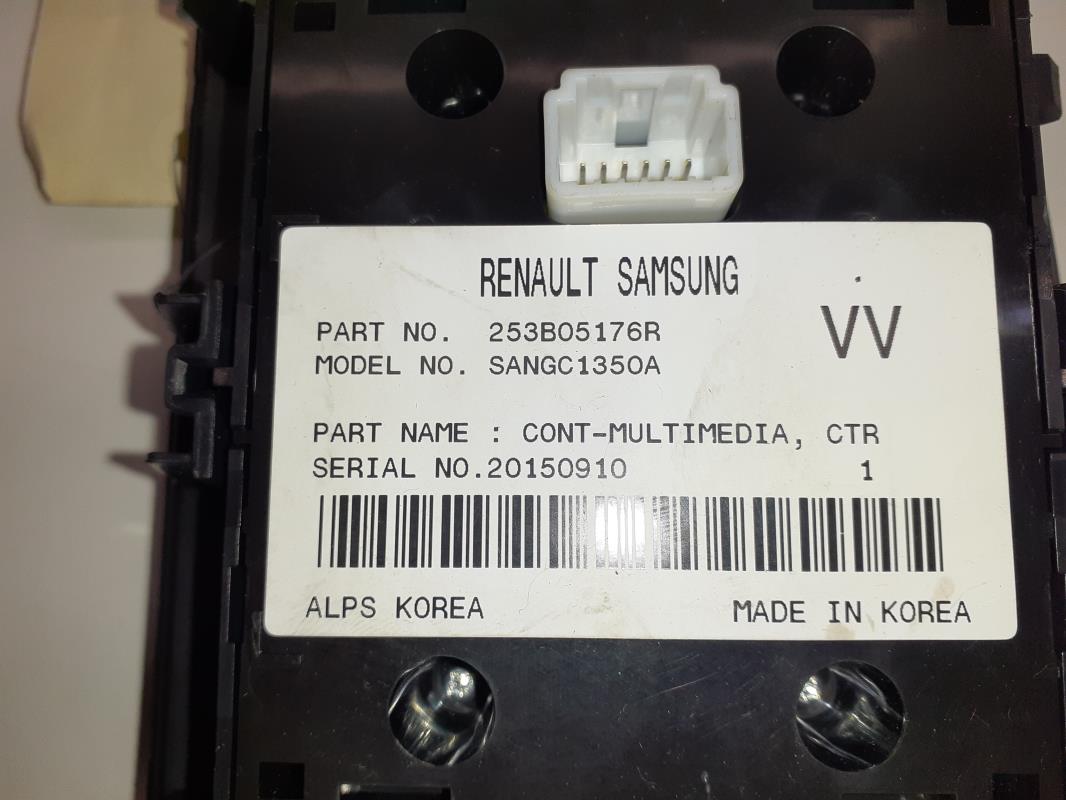 RENAULT SAMSUNG
PART NO. 253B05176R
VV
MODEL NO. SANGC1350A
PART NAME : CONT-MULTIMEDIA, CTR
SERIAL NO.20150910 1
ALPS KOREA MADE IN KOREA